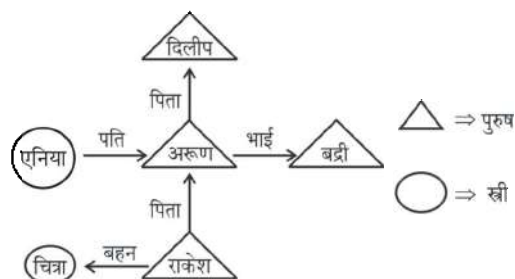 दिलीप
पिता
एनिया
पति
अरूण
भाई
बद्री
⇒ पुरुष
⇒ स्त्री
पिता
चित्रा
बहन
राकेश